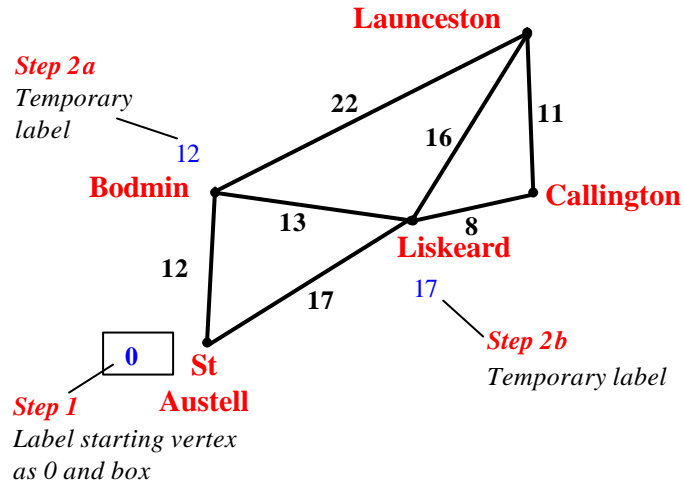 Launceston
Step 2a
Temporary
label
22
11
16
12
Bodmin
Callington
13
8
Liskeard
12
17
17
0
St
Austell
Step 2b
Temporary label
Step 1
Label starting vertex
as 0 and box